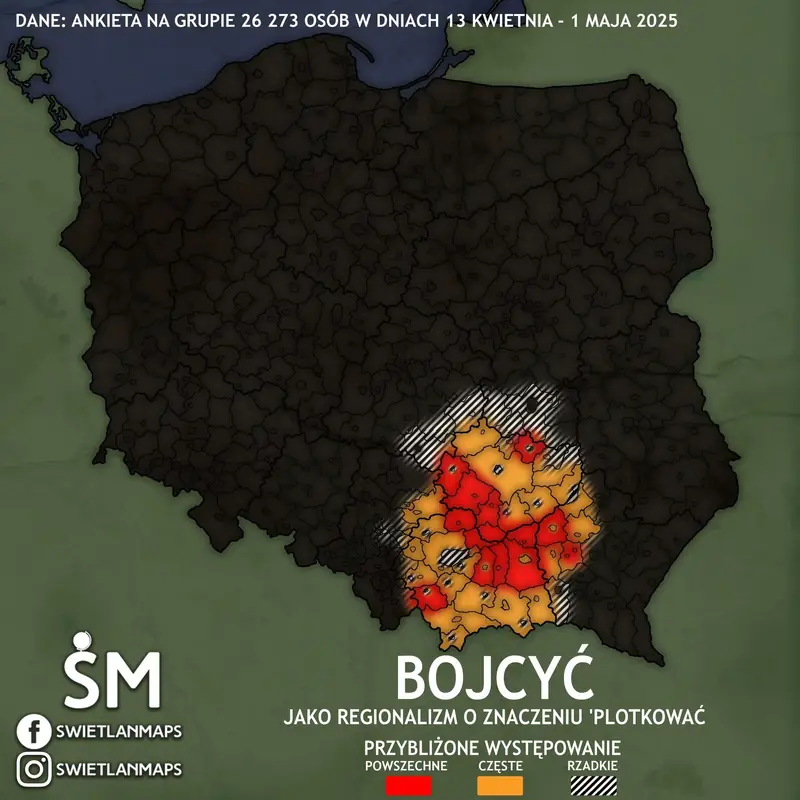 DANE: ANKIETA NA GRUPIE 26 273 OSÓB W DNIACH 13 KWIETNIA - 1 MAJA 2025
ŚM
SWIETLANMAPS
SWIETLANMAPS
BOJCYĆ
JAKO REGIONALIZM O ZNACZENIU 'PLOTKOWAĆ
PRZYBLIŻONE WYSTĘPOWANIE
POWSZECHNE CZĘSTE RZADKIE